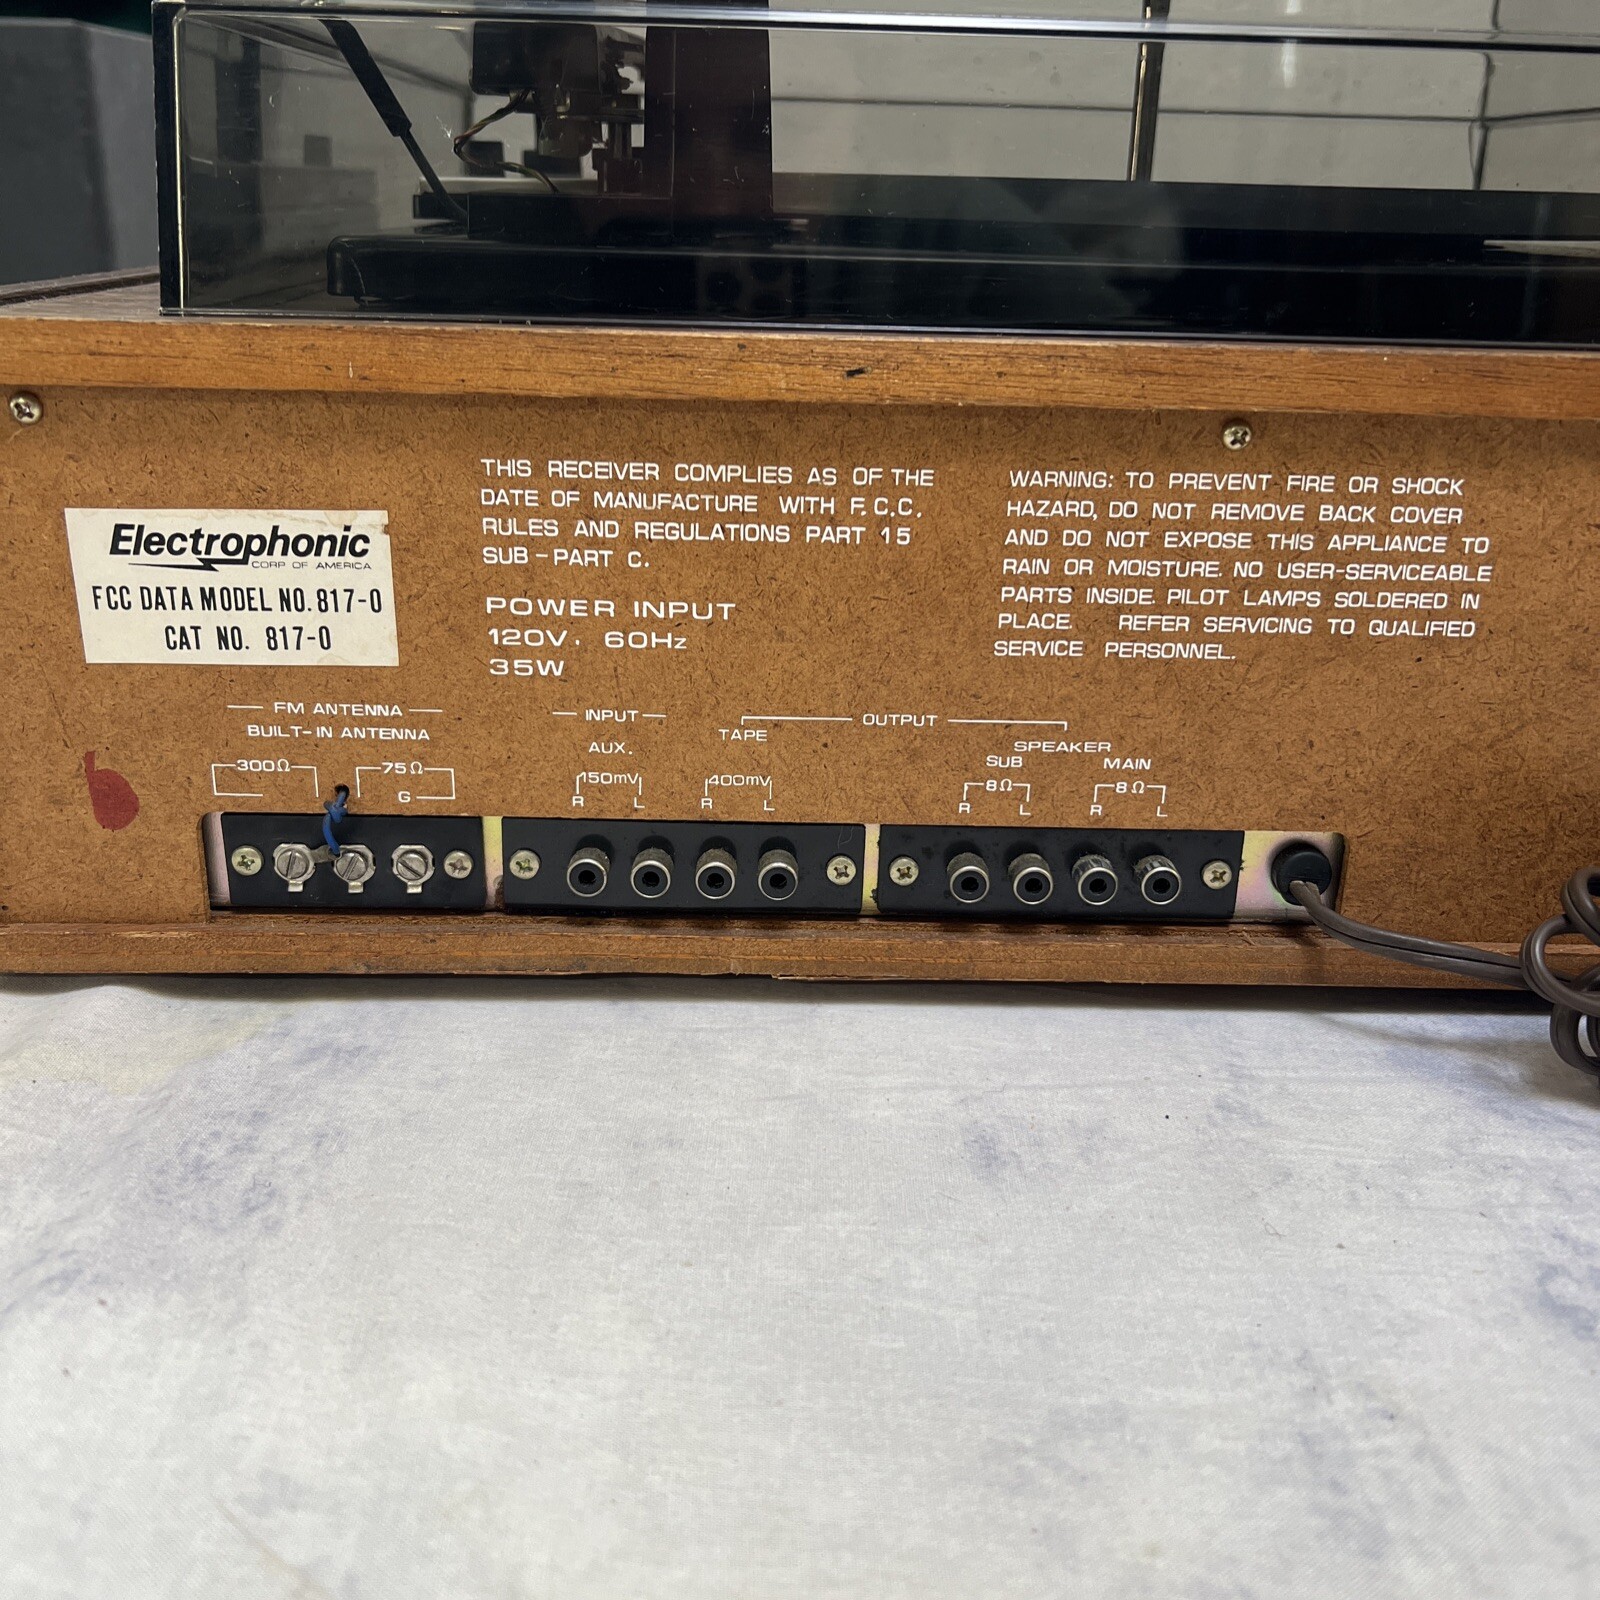 Electrophonic
CORP OF AMERICA
FCC DATA MODEL NO. 817-0
CAT NO. 817-0
THIS RECEIVER COMPLIES AS OF THE
DATE OF MANUFACTURE WITH F.C.C.
RULES AND REGULATIONS PART 15
SUB-PART C.
POWER INPUT
120V, 60Hz
35W
WARNING: TO PREVENT FIRE OR SHOCK
HAZARD, DO NOT REMOVE BACK COVER
AND DO NOT EXPOSE THIS APPLIANCE TO
RAIN OR MOISTURE. NO USER-SERVICEABLE
PARTS INSIDE. PILOT LAMPS SOLDERED IN
PLACE. REFER SERVICING TO QUALIFIED
SERVICE PERSONNEL.
FM ANTENNA
BUILT-IN ANTENNA
300Ω 75Ω
G
INPUT
AUX.
150mV
R L
OUTPUT
TAPE
400mV
R L
SPEAKER
SUB MAIN
8Ω 8Ω
R L R L